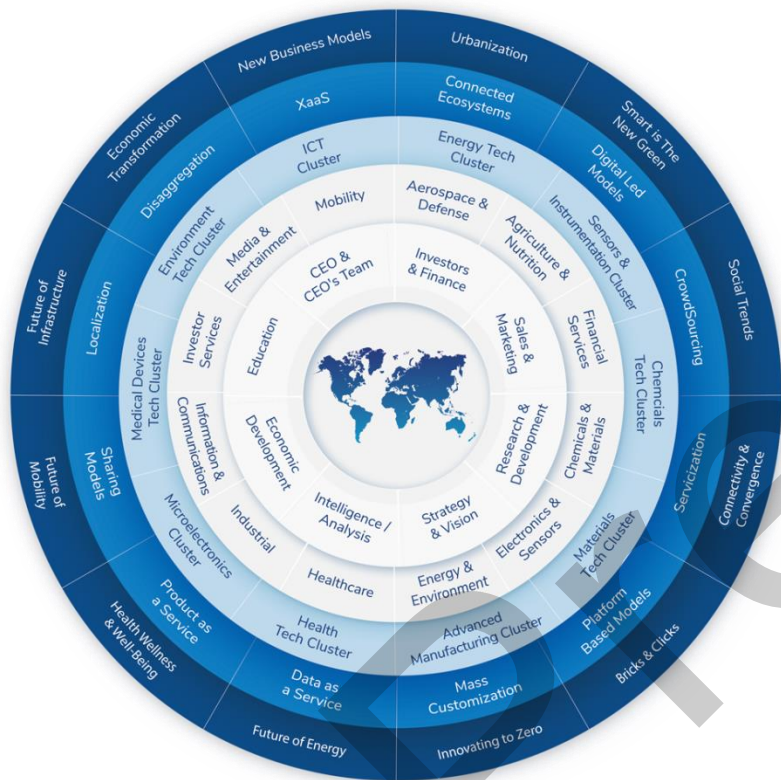 New Business Models
Urbanization
Smart is The
New Green
Social Trends
Connectivity &
Convergence
Bricks & Clicks
Innovating to Zero
Future of Energy
Health Wellness
& Well-Being
Future of
Mobility
Future of
Infrastructure
Economic
Transformation
XaaS
Connected
Ecosystems
Digital Led
Models
CrowdSourcing
Servicization
Platform
Based Models
Mass
Customization
Data as
a Service
Product as
a Service
Sharing
Models
Localization
Disaggregation
ICT
Cluster
Energy Tech
Cluster
Sensors &
Instrumentation Cluster
Chemcials
Tech Cluster
Materials
Tech Cluster
Advanced
Manufacturing Cluster
Health
Tech Cluster
Microelectronics
Cluster
Medical Devices
Tech Cluster
Environment
Tech Cluster
Mobility
Aerospace &
Defense
Agriculture &
Nutrition
Financial
Services
Chemicals &
Materials
Electronics &
Sensors
Energy &
Environment
Healthcare
Industrial
Information &
Communications
Investor
Services
Media &
Entertainment
CEO &
CEO's Team
Investors
& Finance
Sales &
Marketing
Research &
Development
Strategy
& Vision
Intelligence /
Analysis
Economic
Development
Education